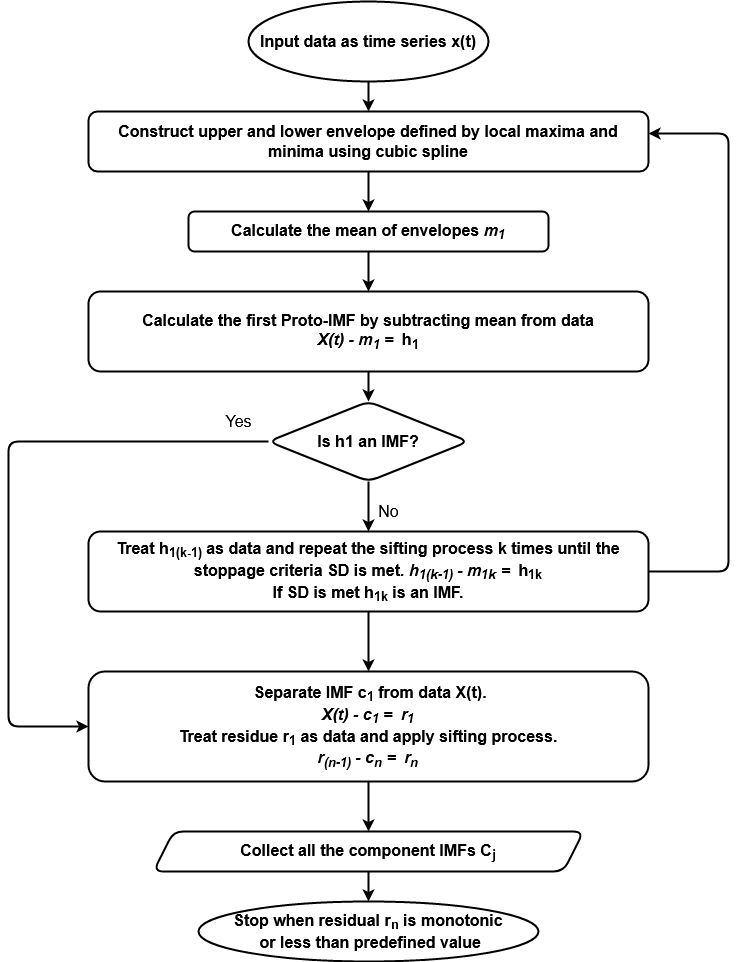 Input data as time series x(t)
Construct upper and lower envelope defined by local maxima and
minima using cubic spline
Calculate the mean of envelopes m₁
Calculate the first Proto-IMF by subtracting mean from data
X(t) - m₁ = h₁
Yes
Is h1 an IMF?
No
Treat h₁₍ₖ₋₁₎ as data and repeat the sifting process k times until the
stoppage criteria SD is met. h₁₍ₖ₋₁₎ - m₁ₖ = h₁ₖ
If SD is met h₁ₖ is an IMF.
Separate IMF c₁ from data X(t).
X(t) - c₁ = r₁
Treat residue r₁ as data and apply sifting process.
r₍ₙ₋₁₎ - cₙ = rₙ
Collect all the component IMFs Cⱼ
Stop when residual rₙ is monotonic
or less than predefined value